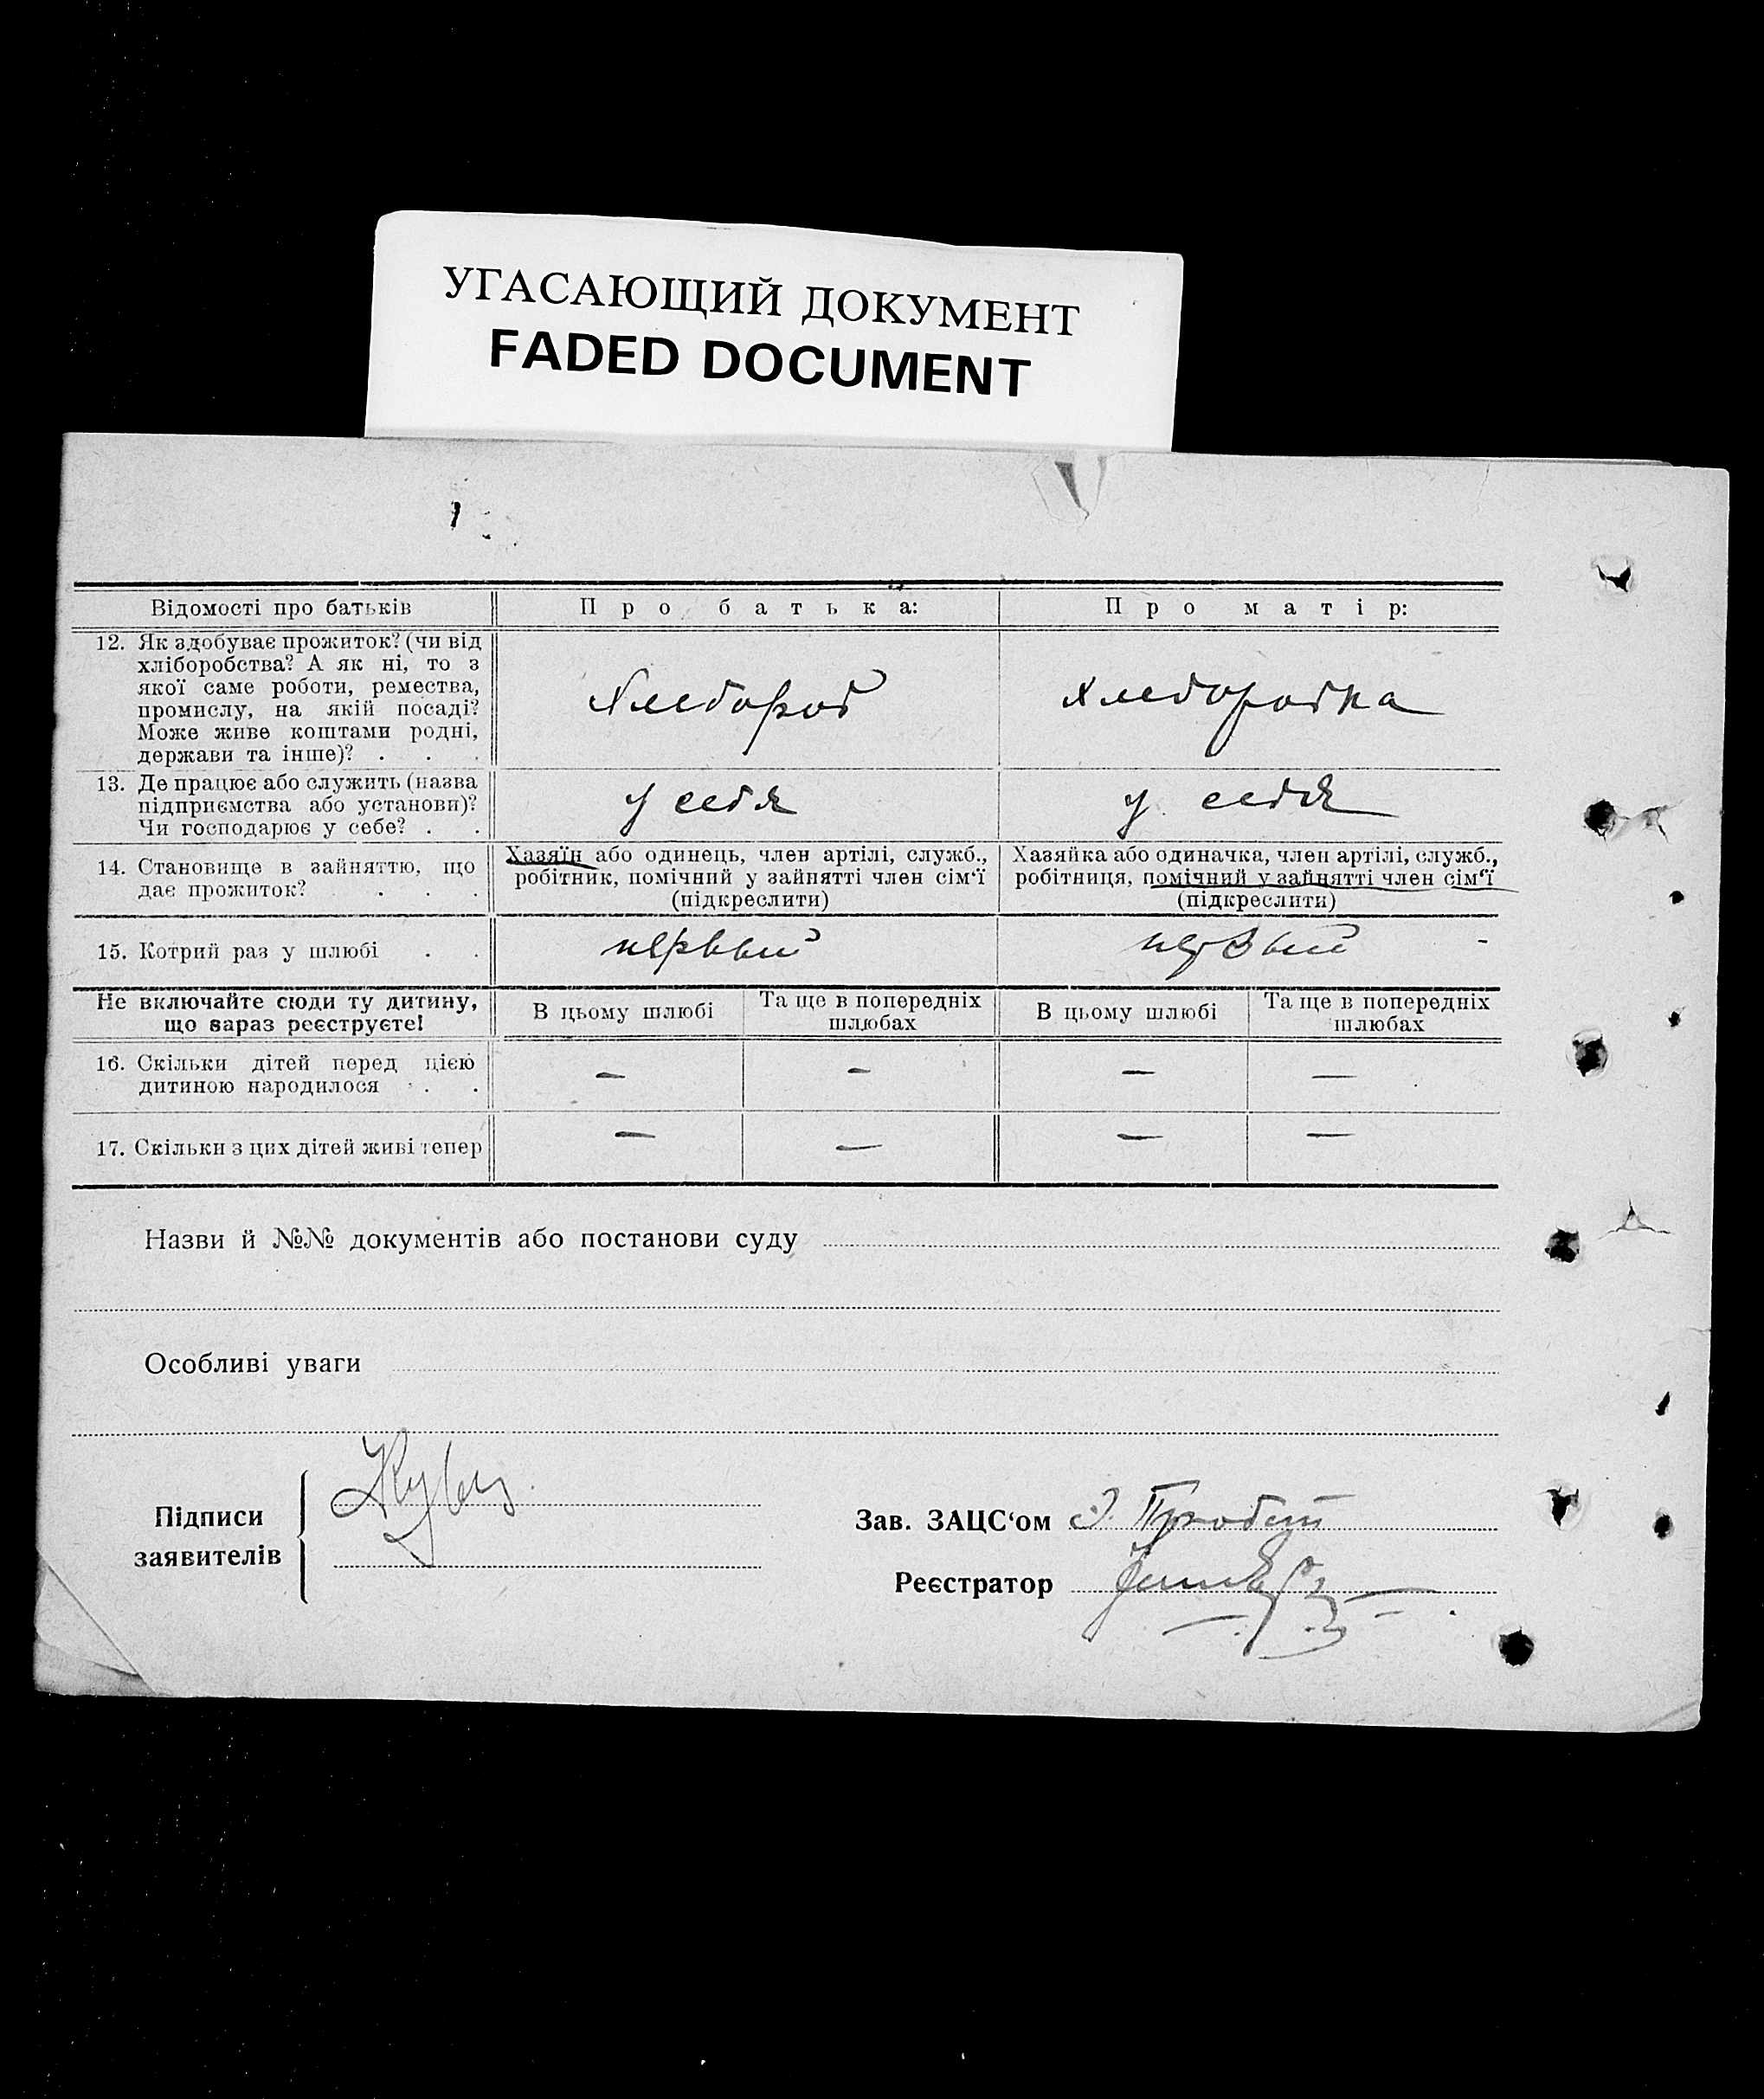 УГАСАЮЩИЙ ДОКУМЕНТ
FADED DOCUMENT
Відомості про батьків
Про батька:
Про матір:
12. Як здобуває прожиток? (чи від
хліборобства? А як ні, то з
якої саме роботи, ремества,
промислу, на якій посаді?
Може живе коштами родні,
держави та інше)? . . .
Хлебороб
Хлеборобка
13. Де працює або служить (назва
підприємства або установи)?
Чи господарює у себе? . .
у себя
у себя
14. Становище в зайняттю, що
дає прожиток? . . .
Хазяїн або одинець, член артілі, служб.,
робітник, помічний у зайнятті член сім‘ї
(підкреслити)
Хазяйка або одиначка, член артілі, служб.,
робітниця, помічний у зайнятті член сім‘ї
(підкреслити)
15. Котрий раз у шлюбі . .
первый
первый -
Не включайте сюди ту дитину,
що зараз реєструєте!
В цьому шлюбі
Та ще в попередніх
шлюбах
В цьому шлюбі
Та ще в попередніх
шлюбах
16. Скільки дітей перед цією
дитиною народилося . .
— — — —
17. Скільки з цих дітей живі тепер
— — — —
Назви й №№ документів або постанови суду
Особливі уваги
Підписи
заявителів
Зав. ЗАЦС‘ом
Реєстратор